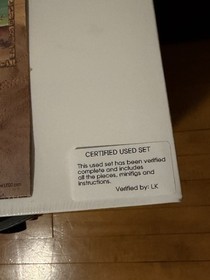 CERTIFIED USED SET
This used set has been verified
complete and includes
all the pieces, minifigs and
instructions.
Verified by: LK